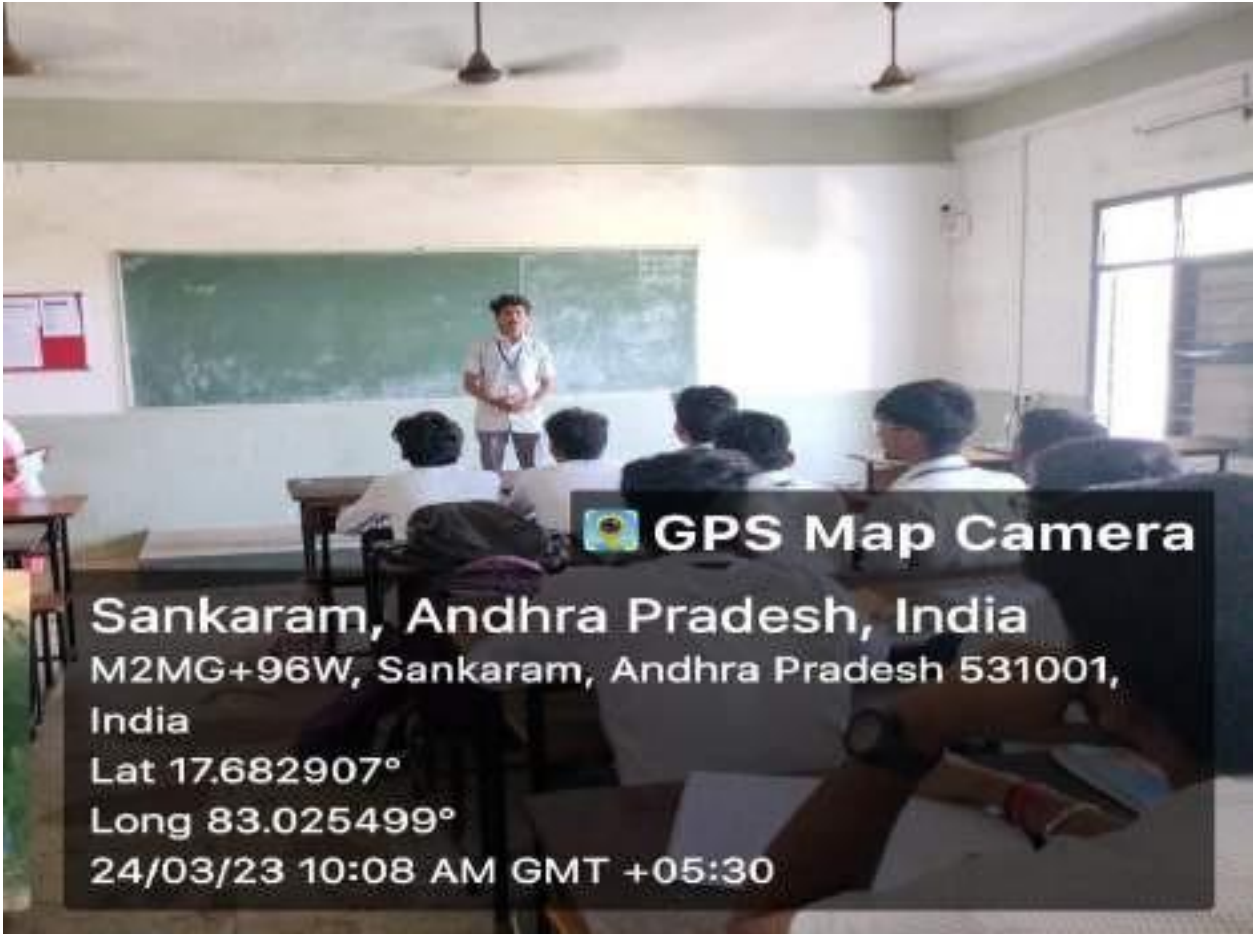 GPS Map Camera
Sankaram, Andhra Pradesh, India
M2MG+96W, Sankaram, Andhra Pradesh 531001,
India
Lat 17.682907°
Long 83.025499°
24/03/23 10:08 AM GMT +05:30